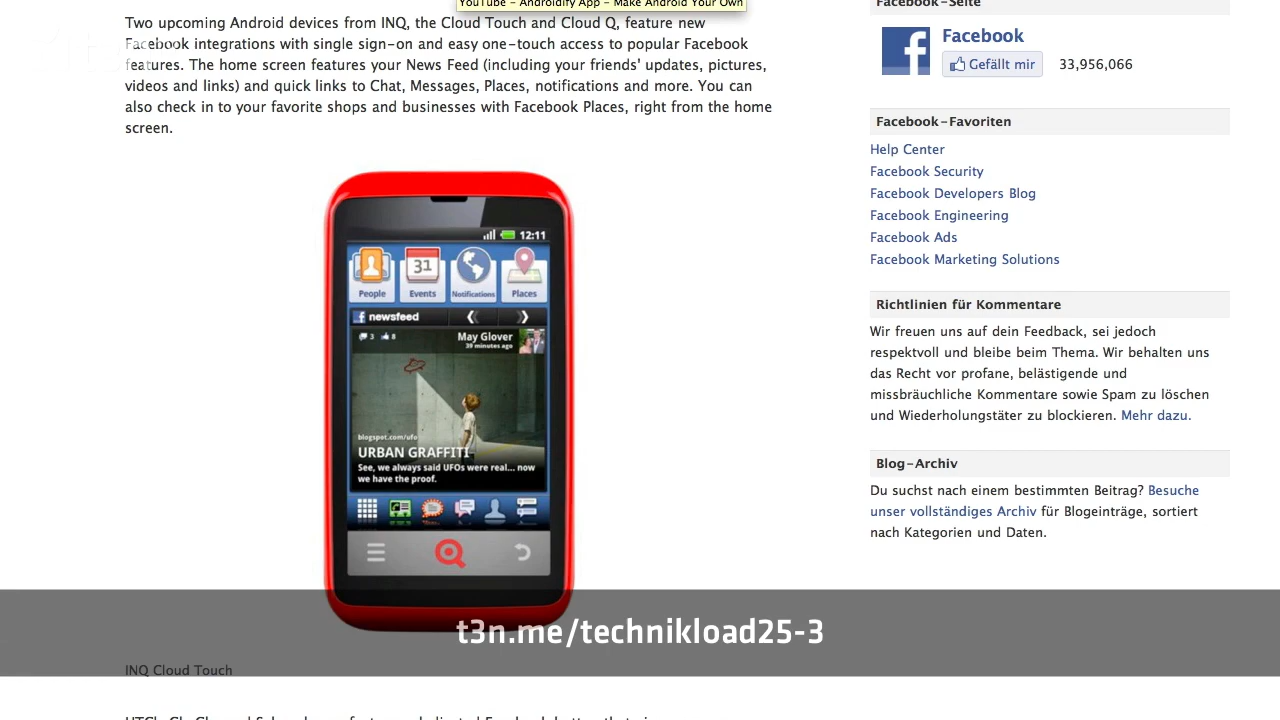 YouTube – Androidify App – Make Android Your Own
Two upcoming Android devices from INQ, the Cloud Touch and Cloud Q, feature new
Facebook integrations with single sign-on and easy one-touch access to popular Facebook
features. The home screen features your News Feed (including your friends' updates, pictures,
videos and links) and quick links to Chat, Messages, Places, notifications and more. You can
also check in to your favorite shops and businesses with Facebook Places, right from the home
screen.
12:11
31
People Events Notifications Places
newsfeed
3 8
May Glover
39 minutes ago
blogspot.com/ufo
URBAN GRAFFITI
See, we always said UFOs were real... now
we have the proof.
INQ Cloud Touch
Facebook-Seite
Facebook
Gefällt mir 33,956,066
Facebook-Favoriten
Help Center
Facebook Security
Facebook Developers Blog
Facebook Engineering
Facebook Ads
Facebook Marketing Solutions
Richtlinien für Kommentare
Wir freuen uns auf dein Feedback, sei jedoch
respektvoll und bleibe beim Thema. Wir behalten uns
das Recht vor profane, belästigende und
missbräuchliche Kommentare sowie Spam zu löschen
und Wiederholungstäter zu blockieren. Mehr dazu.
Blog-Archiv
Du suchst nach einem bestimmten Beitrag? Besuche
unser vollständiges Archiv für Blogeinträge, sortiert
nach Kategorien und Daten.
t3n.me/technikload25-3